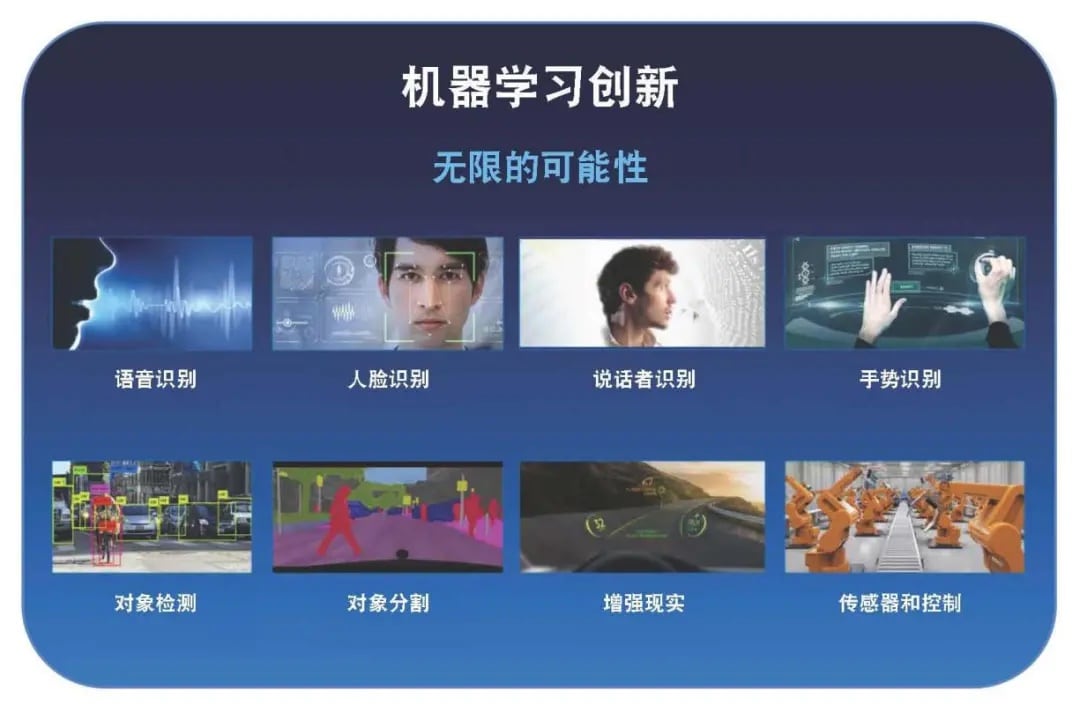 机器学习创新
无限的可能性
语音识别
人脸识别
说话者识别
手势识别
对象检测
对象分割
增强现实
传感器和控制